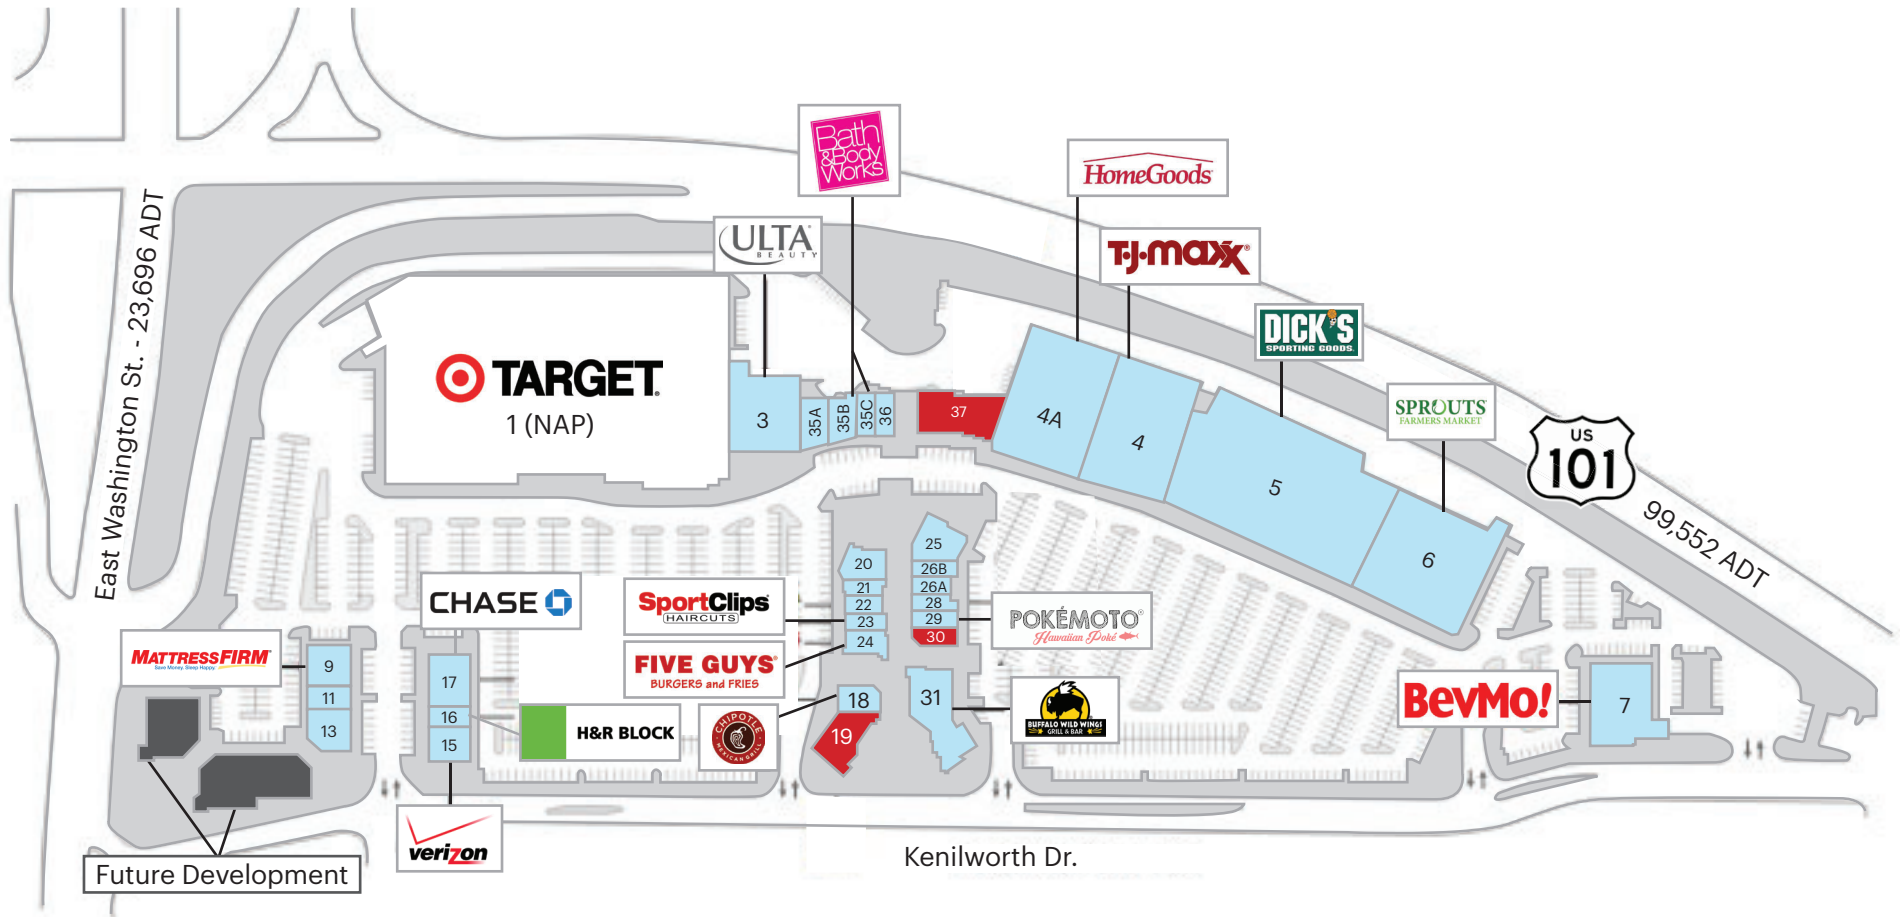 Bath
&Body
Works
HomeGoods
ULTA
BEAUTY
T·J·maxx
DICK'S
SPORTING GOODS
SPROUTS
FARMERS MARKET
US
101
99,552 ADT
East Washington St. - 23,696 ADT
TARGET
1 (NAP)
3
35A
35B
35C
36
37
4A
4
5
6
25
26B
26A
28
29
30
31
20
21
22
23
24
18
19
CHASE
SportClips
HAIRCUTS
POKÉMOTO
Hawaiian Poké
MATTRESSFIRM
Save Money. Sleep Happy.
FIVE GUYS
BURGERS and FRIES
9
11
13
17
16
15
H&R BLOCK
CHIPOTLE
MEXICAN GRILL
BUFFALO WILD WINGS
GRILL & BAR
BevMo!
7
verizon
Future Development
Kenilworth Dr.